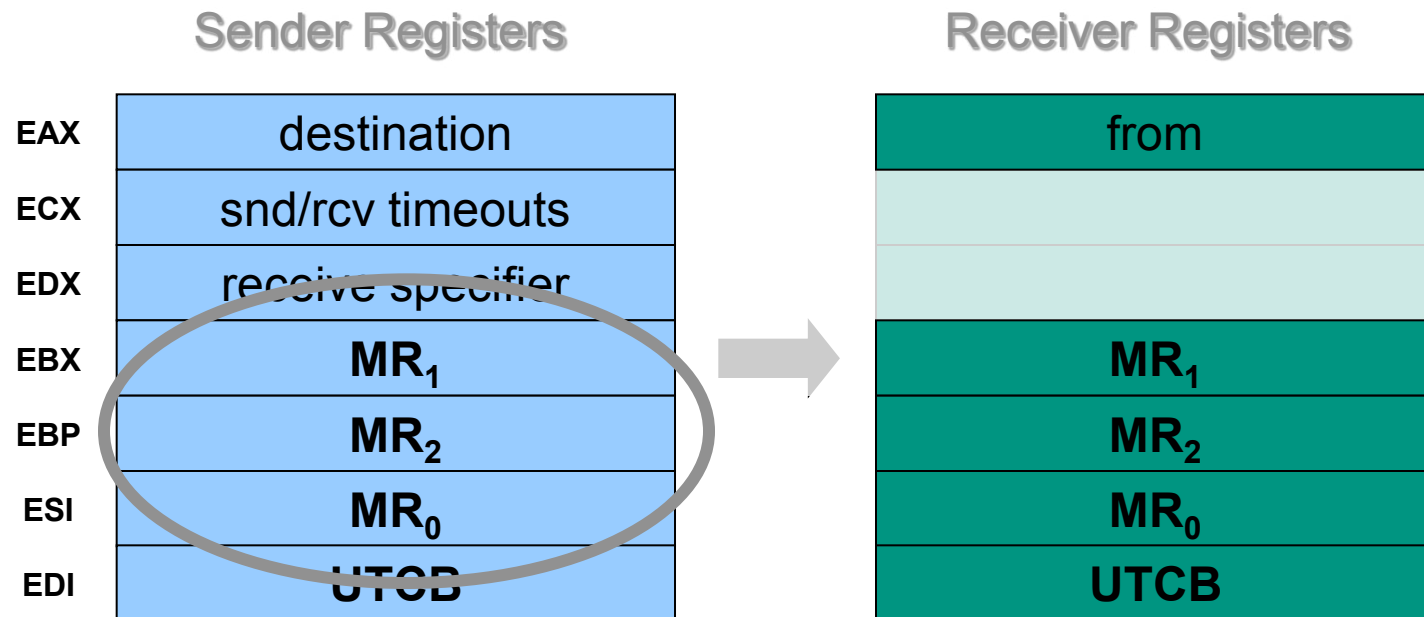 Sender Registers Receiver Registers
EAX destination from
ECX snd/rcv timeouts
EDX receive specifier
EBX MR1 MR1
EBP MR2 MR2
ESI MR0 MR0
EDI UTCB UTCB